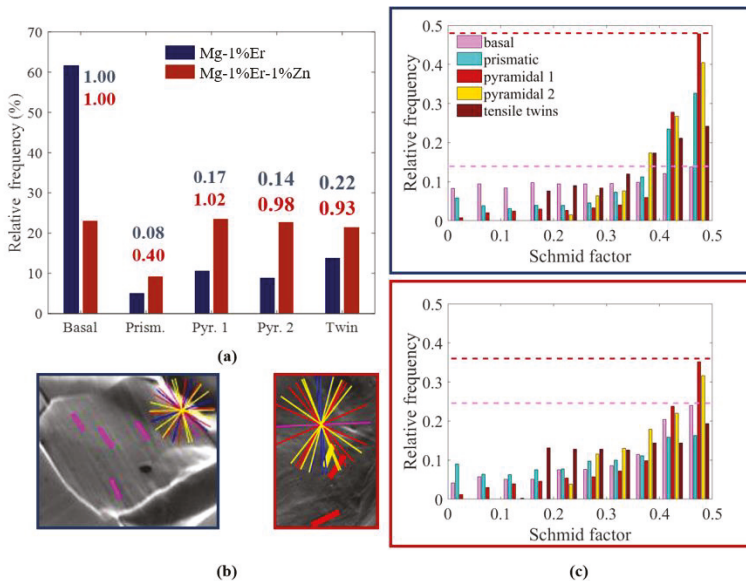 (a)
Relative frequency (%)
70
60
50
40
30
20
10
0
Mg-1%Er
Mg-1%Er-1%Zn
1.00
1.00
0.08
0.40
0.17
1.02
0.14
0.98
0.22
0.93
Basal Prism. Pyr. 1 Pyr. 2 Twin
(a)
(b)
Relative frequency
0.5
0.4
0.3
0.2
0.1
0
basal
prismatic
pyramidal 1
pyramidal 2
tensile twins
0 0.1 0.2 0.3 0.4 0.5
Schmid factor
Relative frequency
0.5
0.4
0.3
0.2
0.1
0
0 0.1 0.2 0.3 0.4 0.5
Schmid factor
(c)